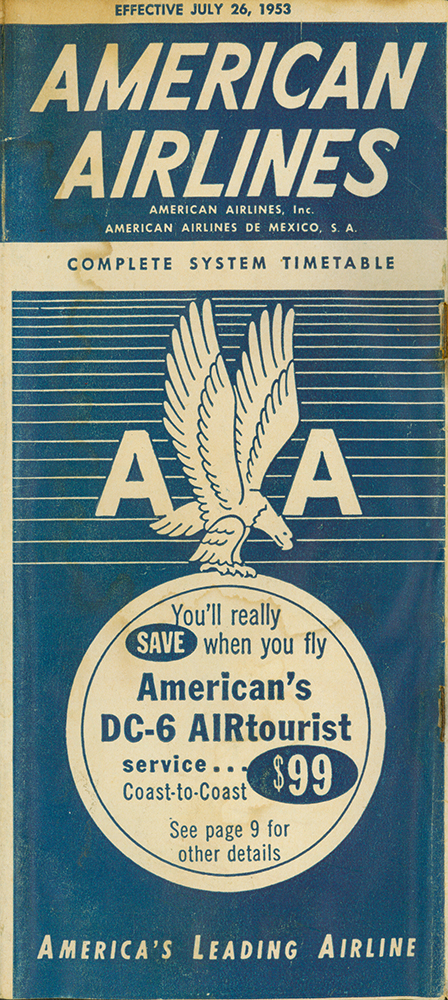 EFFECTIVE JULY 26, 1953
AMERICAN
AIRLINES
AMERICAN AIRLINES, Inc.
AMERICAN AIRLINES DE MEXICO, S. A.
COMPLETE SYSTEM TIMETABLE
A A
You'll really
SAVE when you fly
American's
DC-6 AIRtourist
service... $99
Coast-to-Coast
See page 9 for
other details
AMERICA'S LEADING AIRLINE